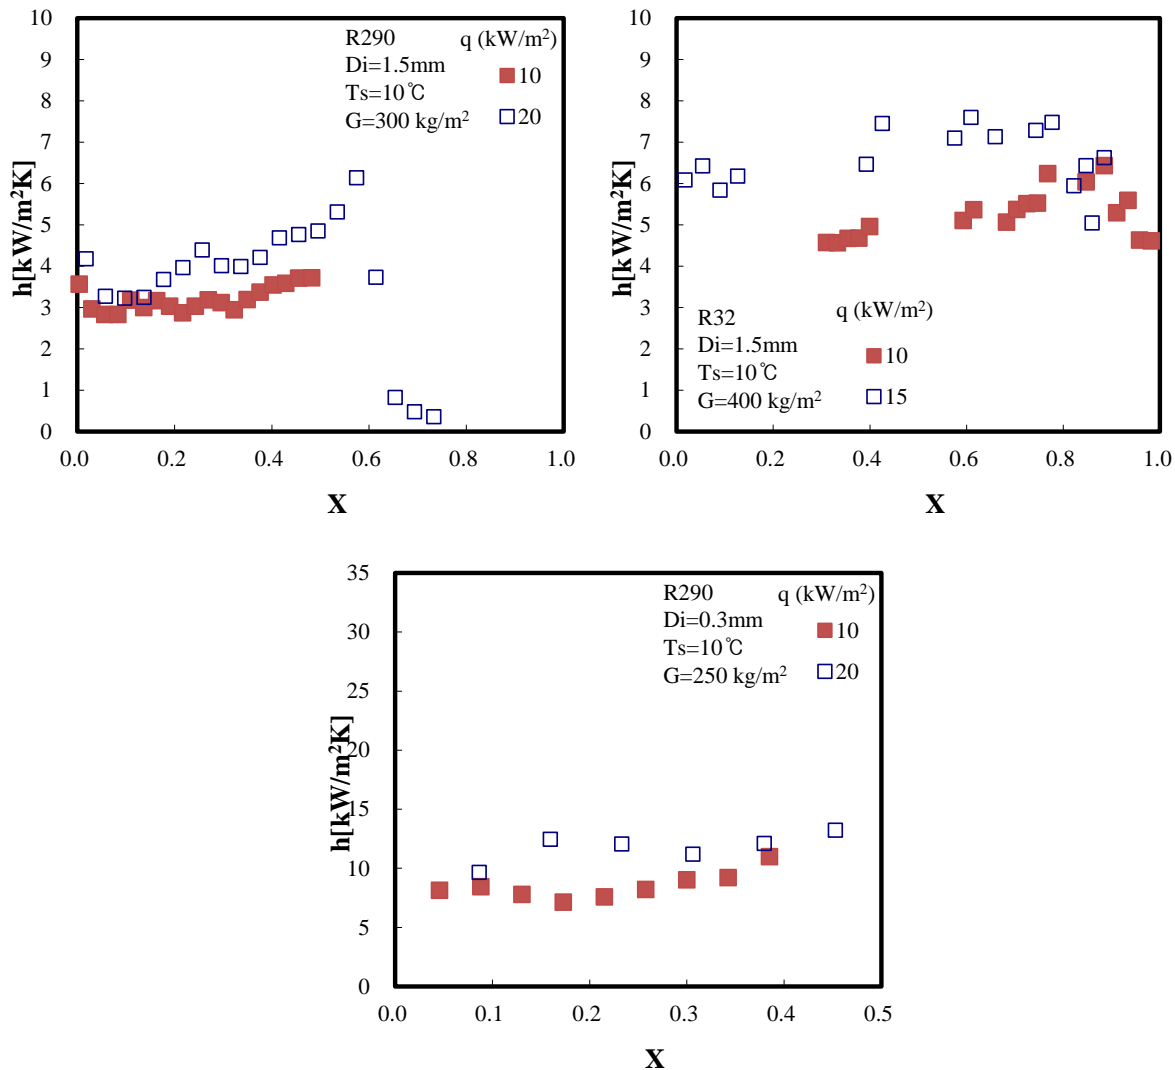 10
9
8
7
6
5
4
3
2
1
0
h[kW/m²K]
R290 q (kW/m²)
Di=1.5mm
10
Ts=10℃
G=300 kg/m²
20
0.0 0.2 0.4 0.6 0.8 1.0
X
10
9
8
7
6
5
4
3
2
1
0
h[kW/m²K]
R32 q (kW/m²)
Di=1.5mm
10
Ts=10℃
G=400 kg/m²
15
0.0 0.2 0.4 0.6 0.8 1.0
X
35
30
25
20
15
10
5
0
h[kW/m²K]
R290 q (kW/m²)
Di=0.3mm
10
Ts=10℃
G=250 kg/m²
20
0.0 0.1 0.2 0.3 0.4 0.5
X